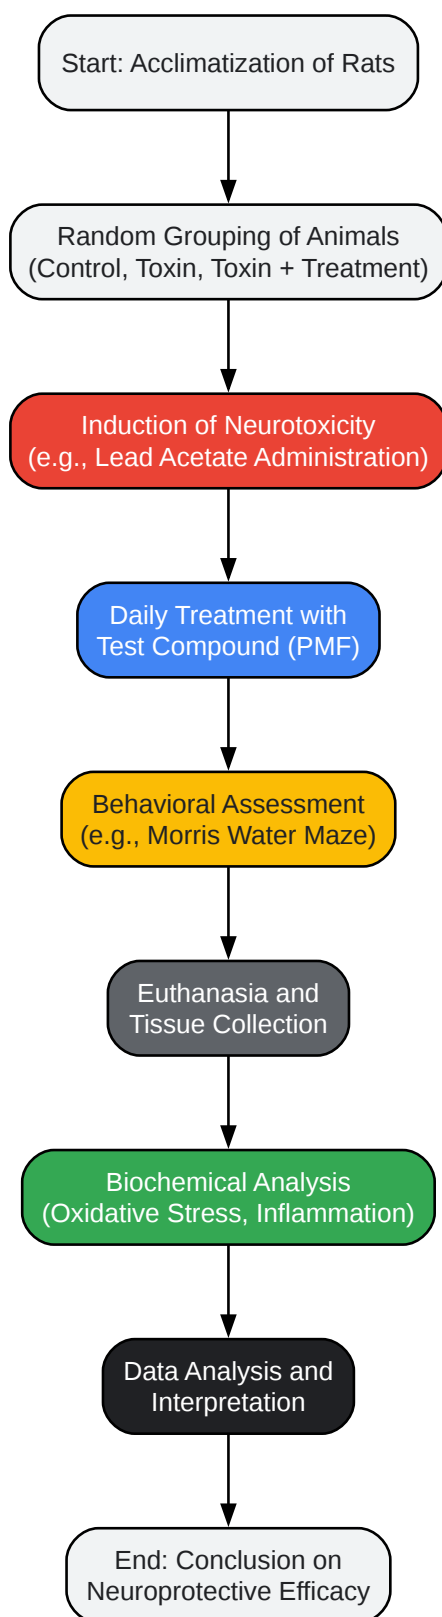 Start: Acclimatization of Rats
Random Grouping of Animals
(Control, Toxin, Toxin + Treatment)
Induction of Neurotoxicity
(e.g., Lead Acetate Administration)
Daily Treatment with
Test Compound (PMF)
Behavioral Assessment
(e.g., Morris Water Maze)
Euthanasia and
Tissue Collection
Biochemical Analysis
(Oxidative Stress, Inflammation)
Data Analysis and
Interpretation
End: Conclusion on
Neuroprotective Efficacy